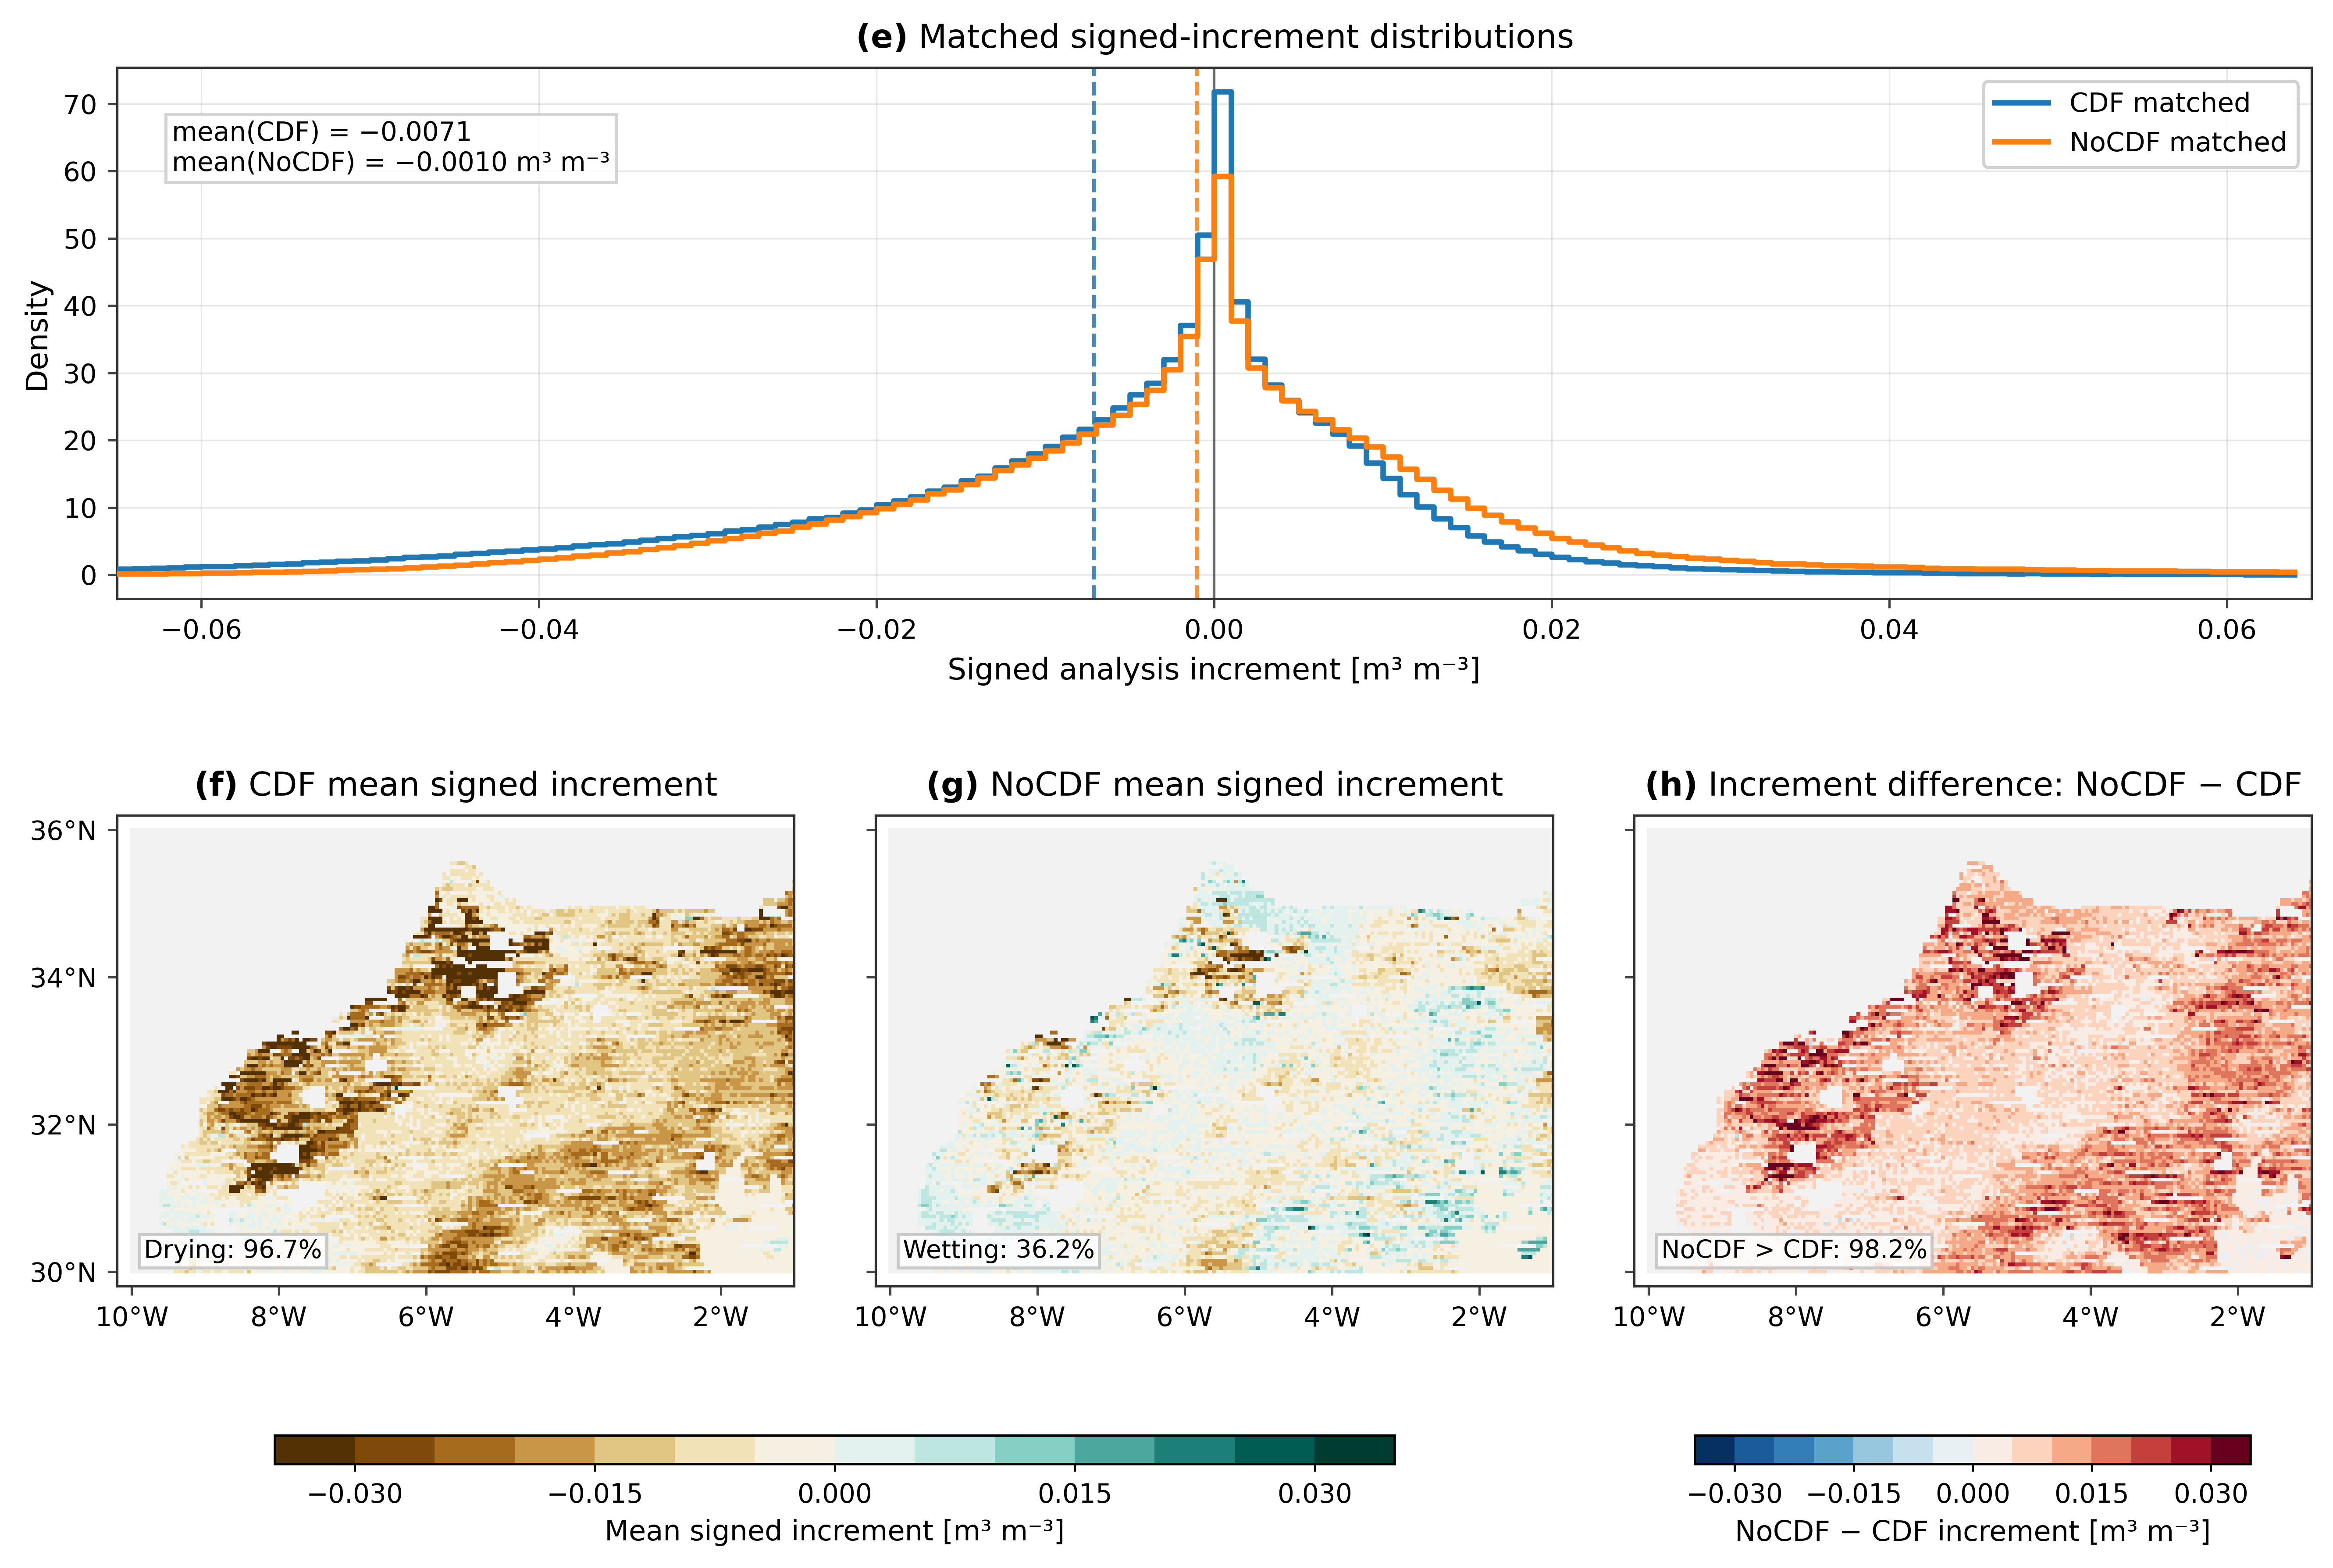 (e) Matched signed-increment distributions
70
60
50
40
30
20
10
0
Density
mean(CDF) = −0.0071
mean(NoCDF) = −0.0010 m³ m⁻³
CDF matched
NoCDF matched
−0.06 −0.04 −0.02 0.00 0.02 0.04 0.06
Signed analysis increment [m³ m⁻³]
(f) CDF mean signed increment
36°N
34°N
32°N
30°N
Drying: 96.7%
10°W 8°W 6°W 4°W 2°W
(g) NoCDF mean signed increment
Wetting: 36.2%
10°W 8°W 6°W 4°W 2°W
(h) Increment difference: NoCDF − CDF
NoCDF > CDF: 98.2%
10°W 8°W 6°W 4°W 2°W
−0.030 −0.015 0.000 0.015 0.030
Mean signed increment [m³ m⁻³]
−0.030 −0.015 0.000 0.015 0.030
NoCDF − CDF increment [m³ m⁻³]